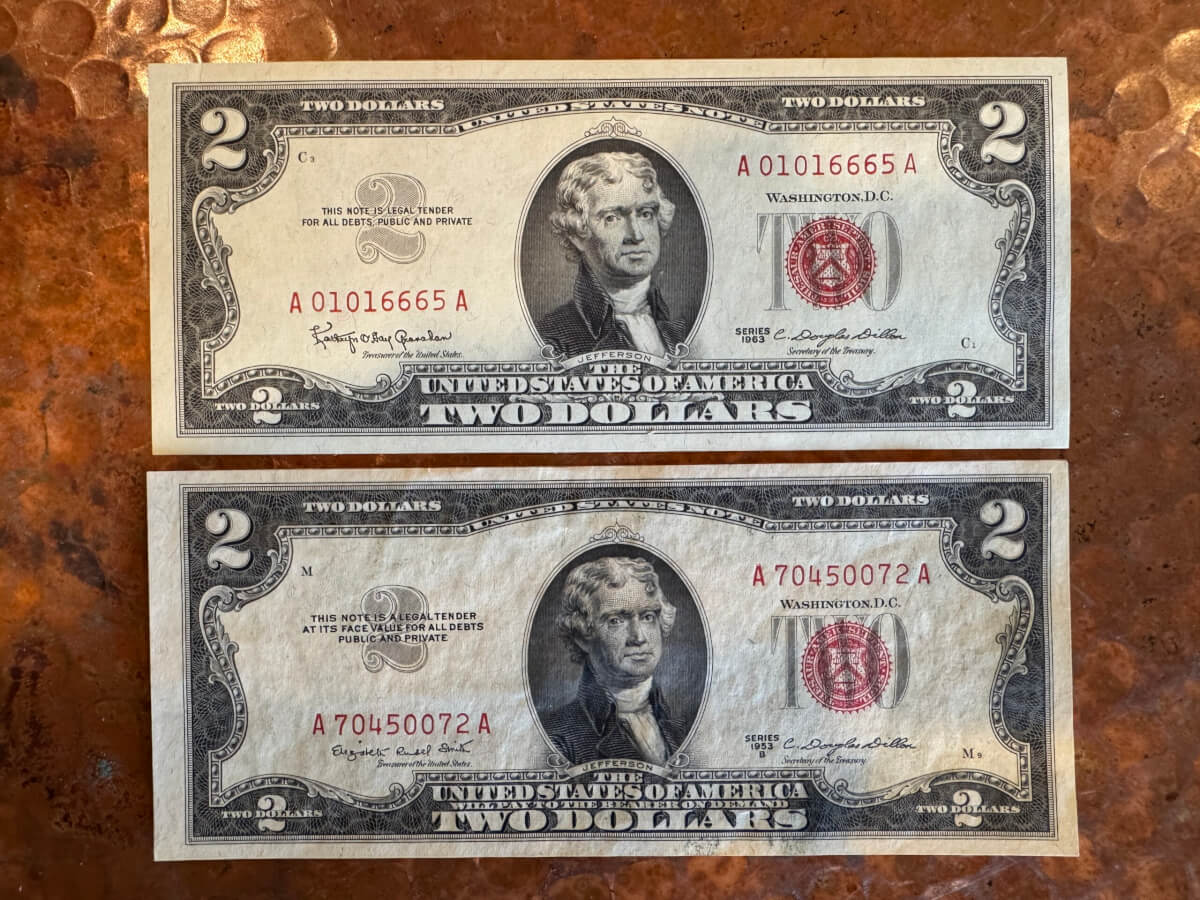 2 TWO DOLLARS UNITED STATES NOTE TWO DOLLARS 2
C3
A 01016665 A
WASHINGTON, D.C.
2
THIS NOTE IS LEGAL TENDER
FOR ALL DEBTS, PUBLIC AND PRIVATE
TWO
A 01016665 A
SERIES
1963
C. Douglas Dillon
Secretary of the Treasury.
Kathryn O'Hay Granahan
Treasurer of the United States.
C1
JEFFERSON
THE
UNITED STATES OF AMERICA
TWO DOLLARS 2
TWO DOLLARS
TWO DOLLARS 2
2 TWO DOLLARS UNITED STATES NOTE TWO DOLLARS 2
M
A 70450072 A
WASHINGTON, D.C.
2
THIS NOTE IS A LEGAL TENDER
AT ITS FACE VALUE FOR ALL DEBTS
PUBLIC AND PRIVATE
TWO
A 70450072 A
SERIES
1953
B
C. Douglas Dillon
Secretary of the Treasury.
Elizabeth Rudel Smith
Treasurer of the United States.
M9
JEFFERSON
THE
UNITED STATES OF AMERICA
WILL PAY TO THE BEARER ON DEMAND
TWO DOLLARS 2
TWO DOLLARS
TWO DOLLARS 2